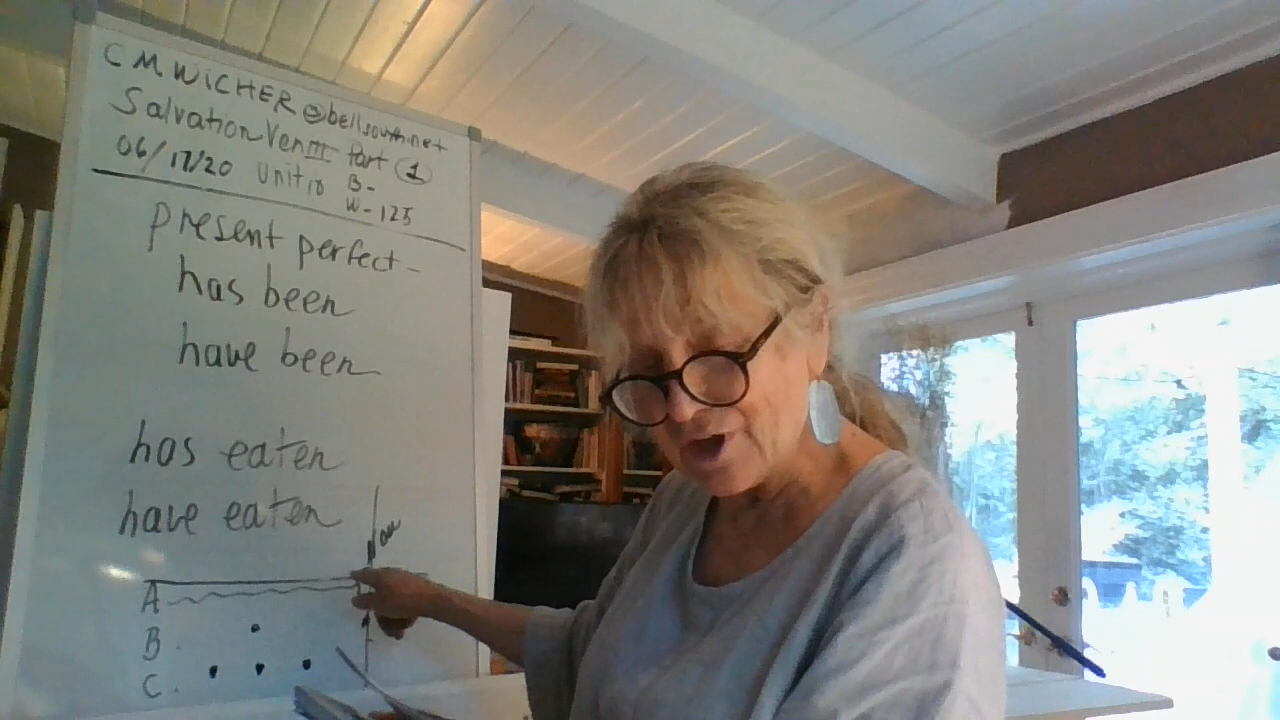 CMWICHER@bellsouth.net
Salvation Ven III Part 1
06/17/20 Unit 10 B-
W-125
present perfect-
has been
have been
has eaten
have eaten
Now
A
B.
C.